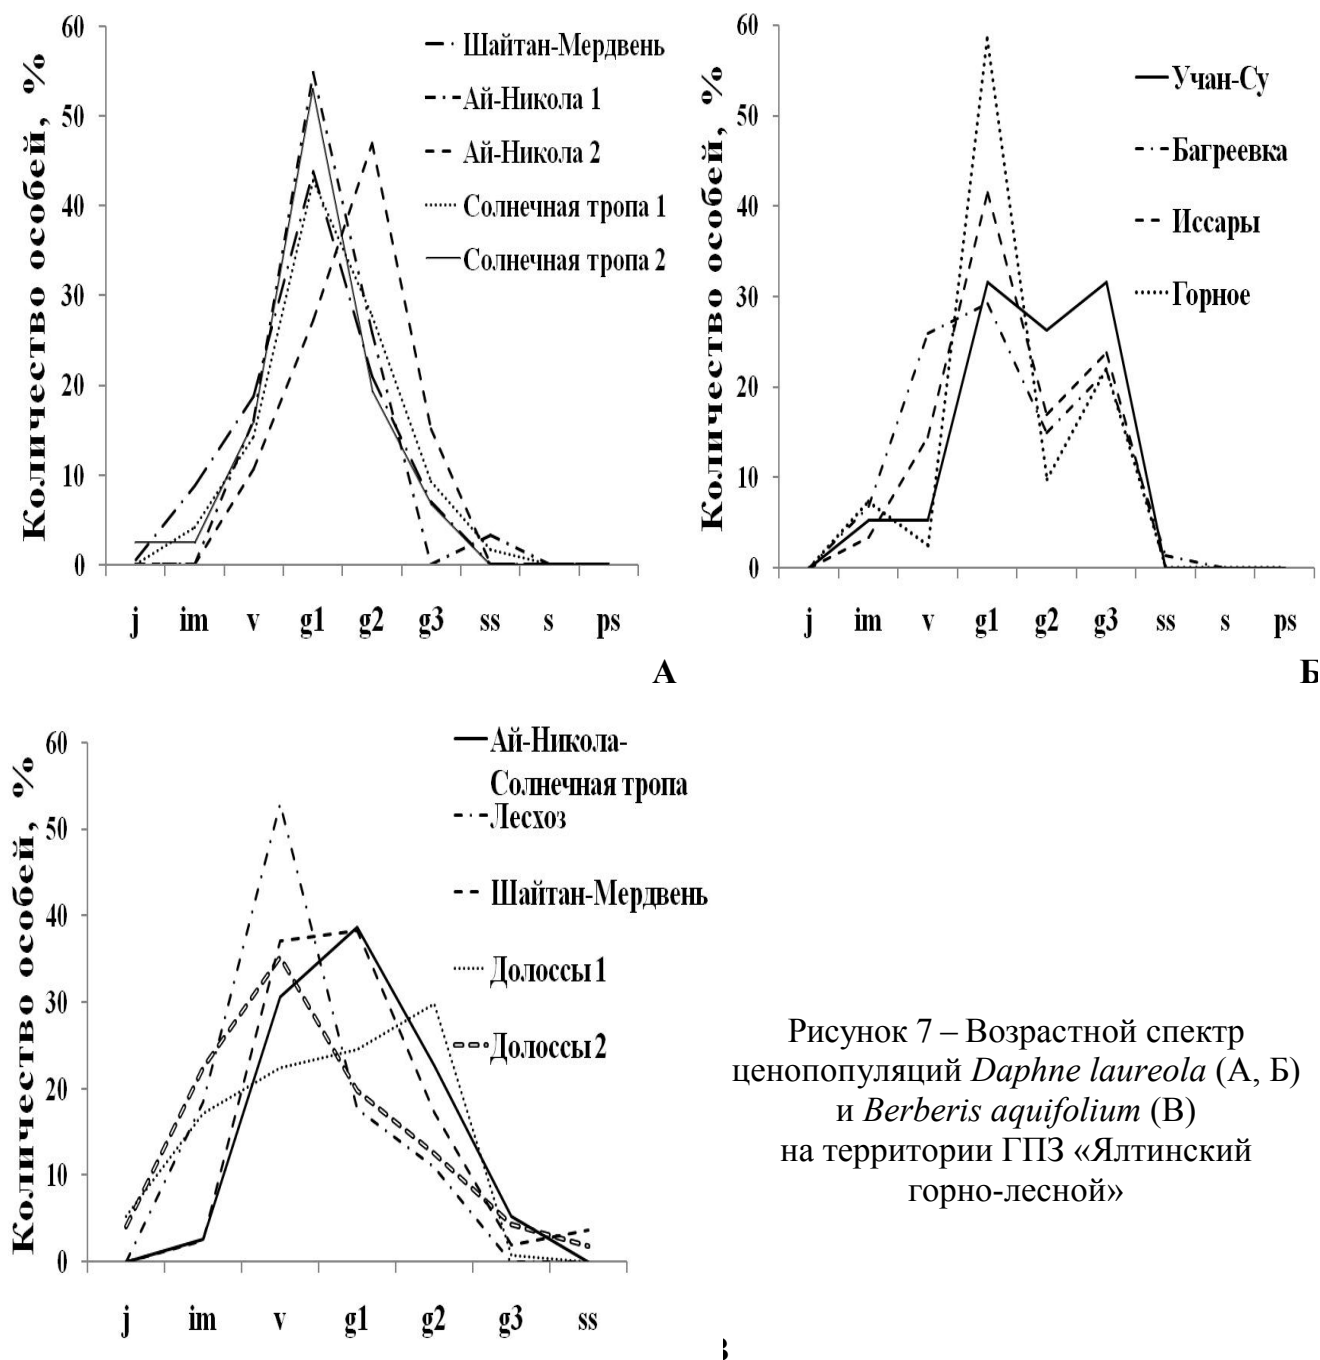 Количество особей, %
60
50
40
30
20
10
0
Шайтан-Мердвень
Ай-Никола 1
Ай-Никола 2
Солнечная тропа 1
Солнечная тропа 2
j im v g1 g2 g3 ss s ps
А
Количество особей, %
60
50
40
30
20
10
0
Учан-Су
Багреевка
Иссары
Горное
j im v g1 g2 g3 ss s ps
Б
Количество особей, %
60
50
40
30
20
10
0
Ай-Никола-
Солнечная тропа
Лесхоз
Шайтан-Мердвень
Долоссы 1
Долоссы 2
j im v g1 g2 g3 ss
В
Рисунок 7 – Возрастной спектр
ценопопуляций Daphne laureola (А, Б)
и Berberis aquifolium (В)
на территории ГПЗ «Ялтинский
горно-лесной»